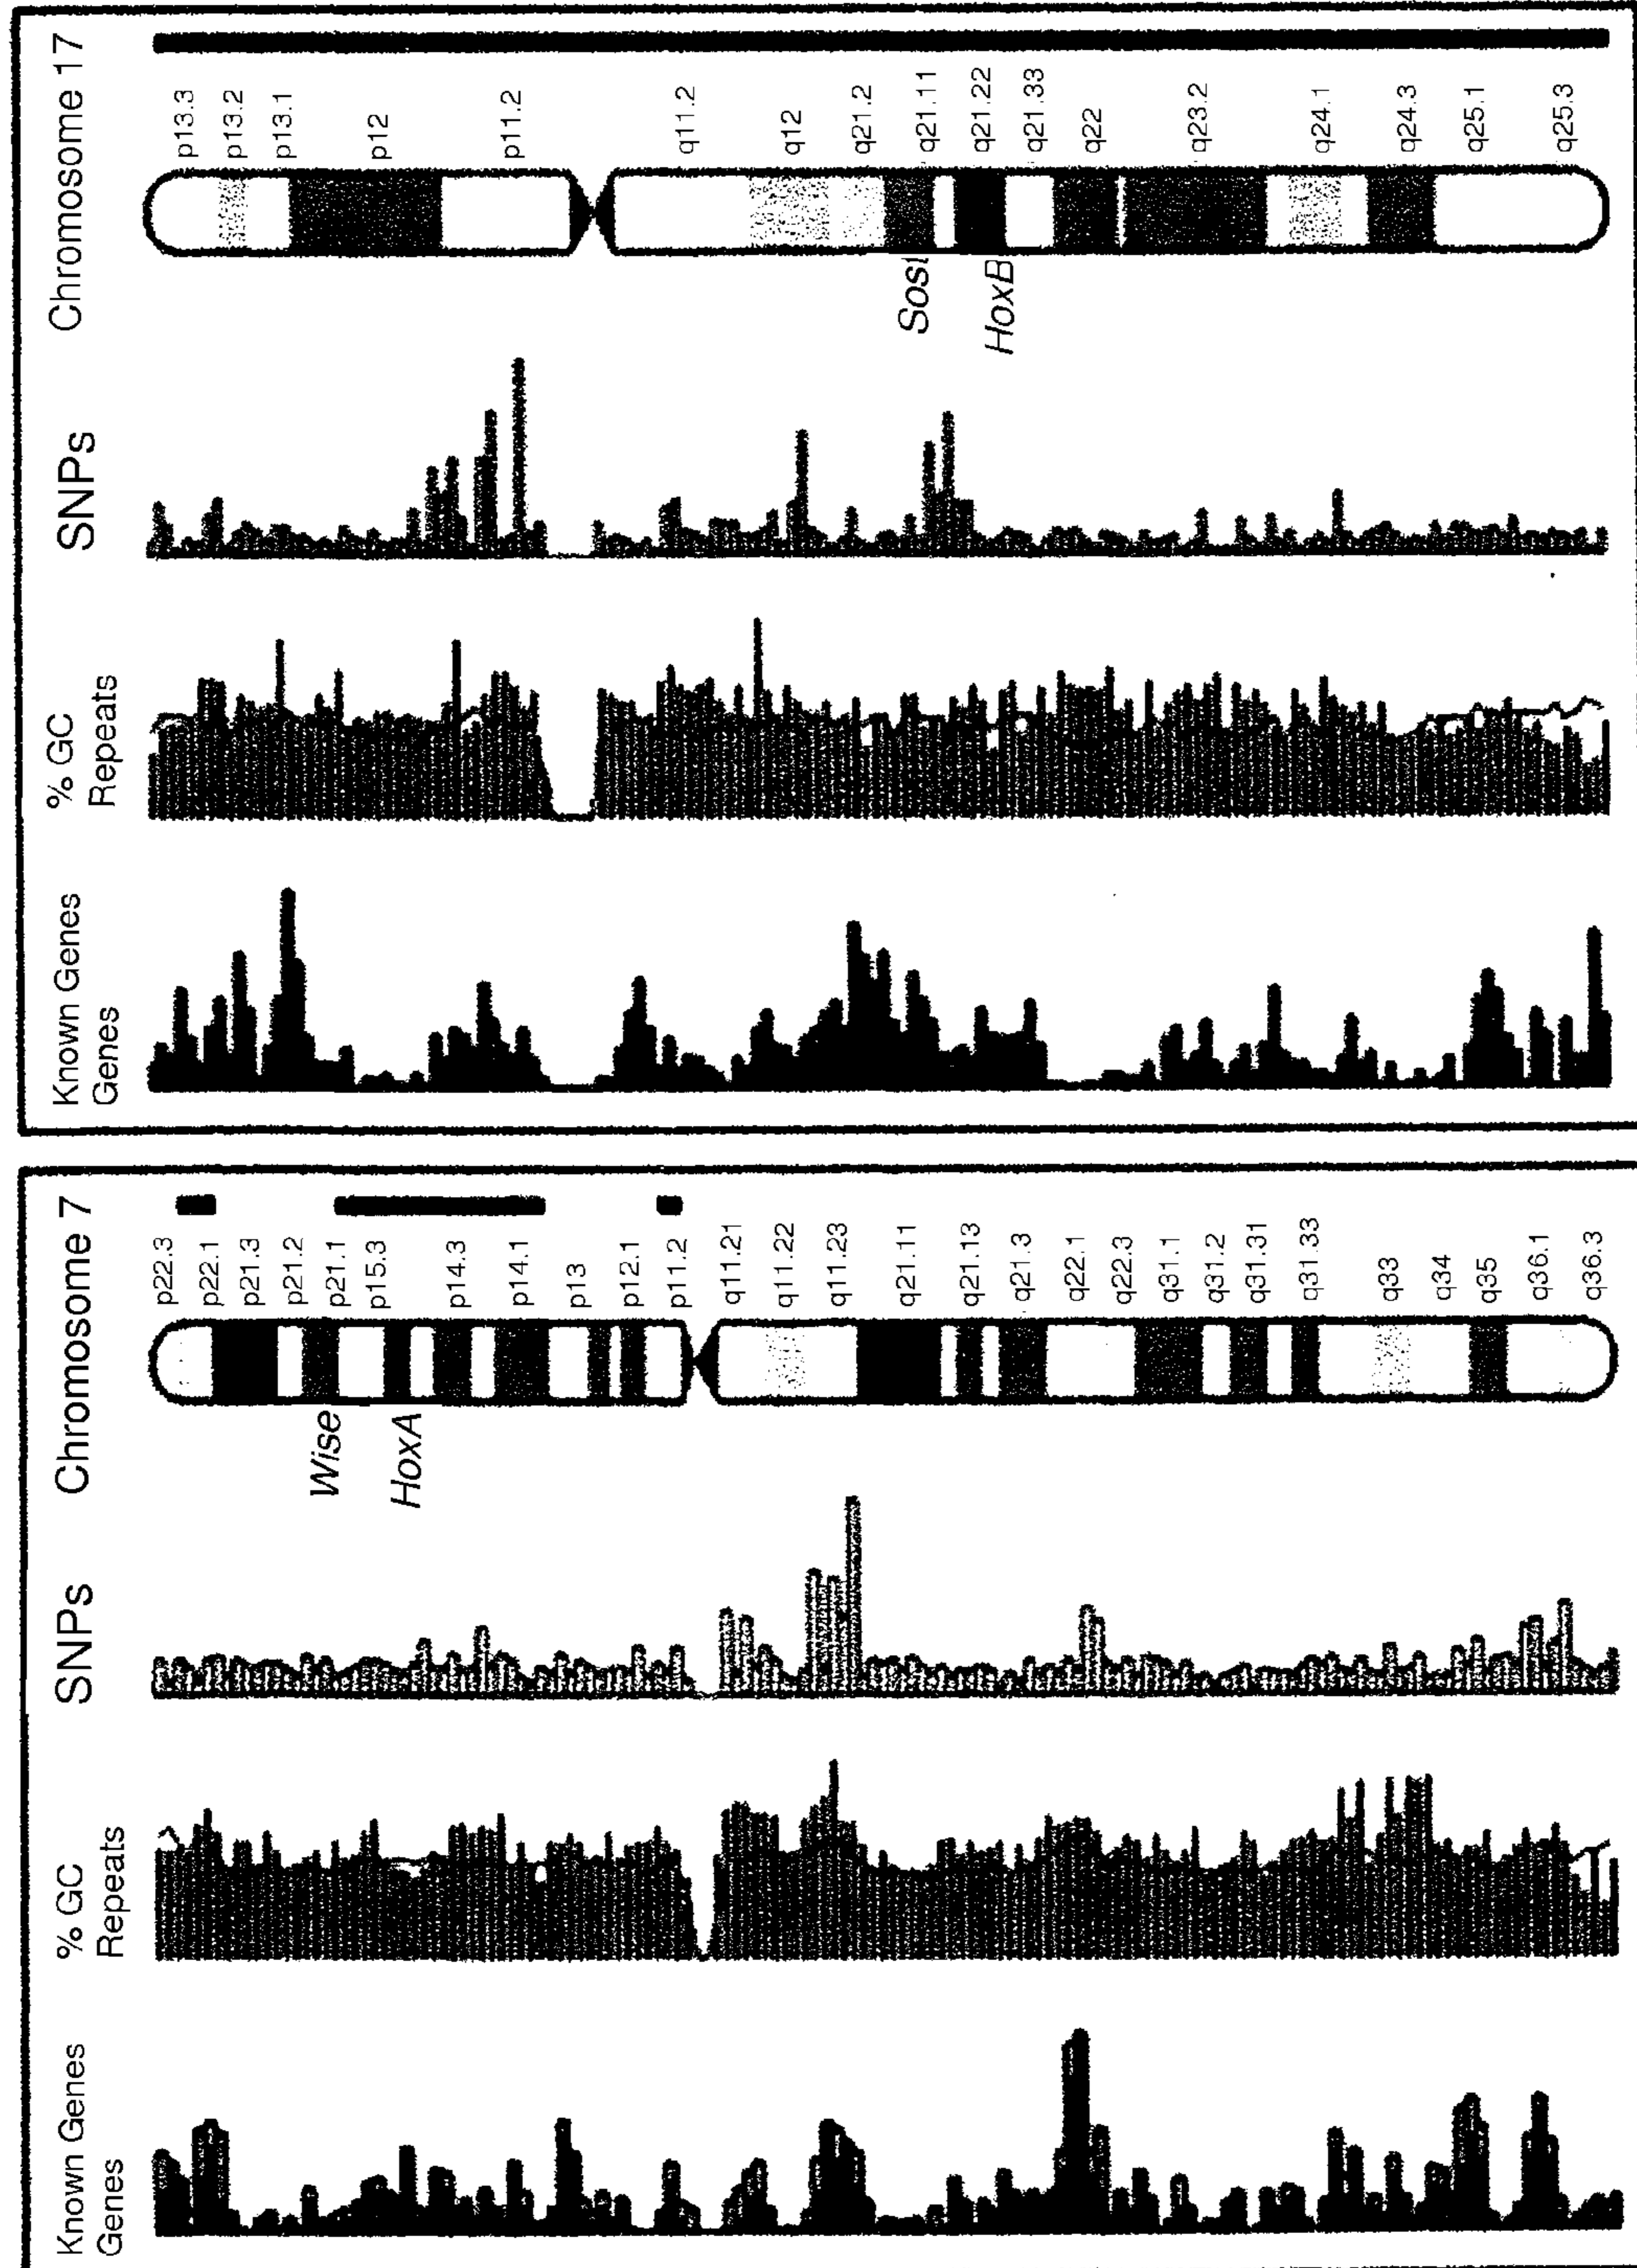 Known Genes
Genes
% GC
Repeats
SNPs
Chromosome 17
p13.3
p13.2
p13.1
p12
p11.2
q11.2
q12
q21.2
q21.11
q21.22
q21.33
q22
q23.2
q24.1
q24.3
q25.1
q25.3
Sost
HoxB
Known Genes
Genes
% GC
Repeats
SNPs
Chromosome 7
p22.3
p22.1
p21.3
p21.2
p21.1
p15.3
p14.3
p14.1
p13
p12.1
p11.2
q11.21
q11.22
q11.23
q21.11
q21.13
q21.3
q22.1
q22.3
q31.1
q31.2
q31.31
q31.33
q33
q34
q35
q36.1
q36.3
Wise
HoxA